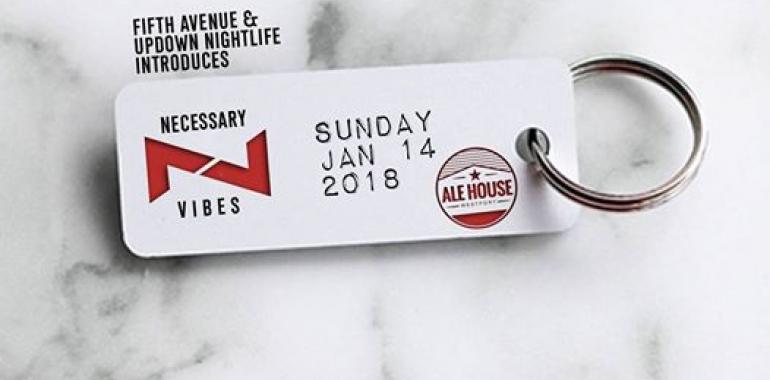 FIFTH AVENUE &
UPDOWN NIGHTLIFE
INTRODUCES
NECESSARY
VIBES
SUNDAY
JAN 14
2018
ALE HOUSE
WESTPORT